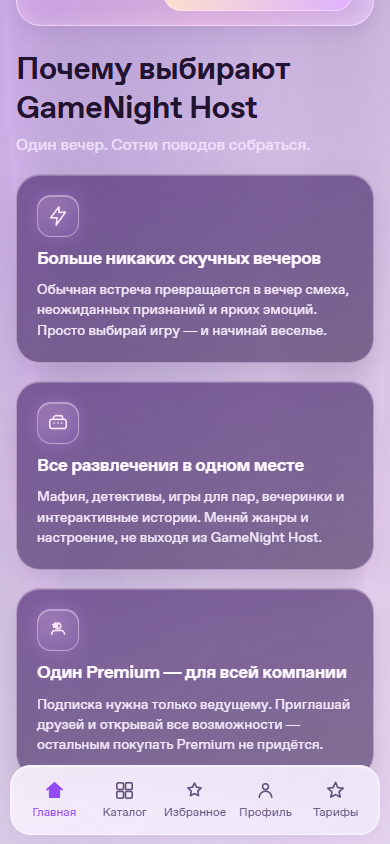 Почему выбирают
GameNight Host
Один вечер. Сотни поводов собраться.
Больше никаких скучных вечеров
Обычная встреча превращается в вечер смеха,
неожиданных признаний и ярких эмоций.
Просто выбирай игру — и начинай веселье.
Все развлечения в одном месте
Мафия, детективы, игры для пар, вечеринки и
интерактивные истории. Меняй жанры и
настроение, не выходя из GameNight Host.
Один Premium — для всей компании
Подписка нужна только ведущему. Приглашай
друзей и открывай все возможности —
остальным покупать Premium не придётся.
Главная Каталог Избранное Профиль Тарифы